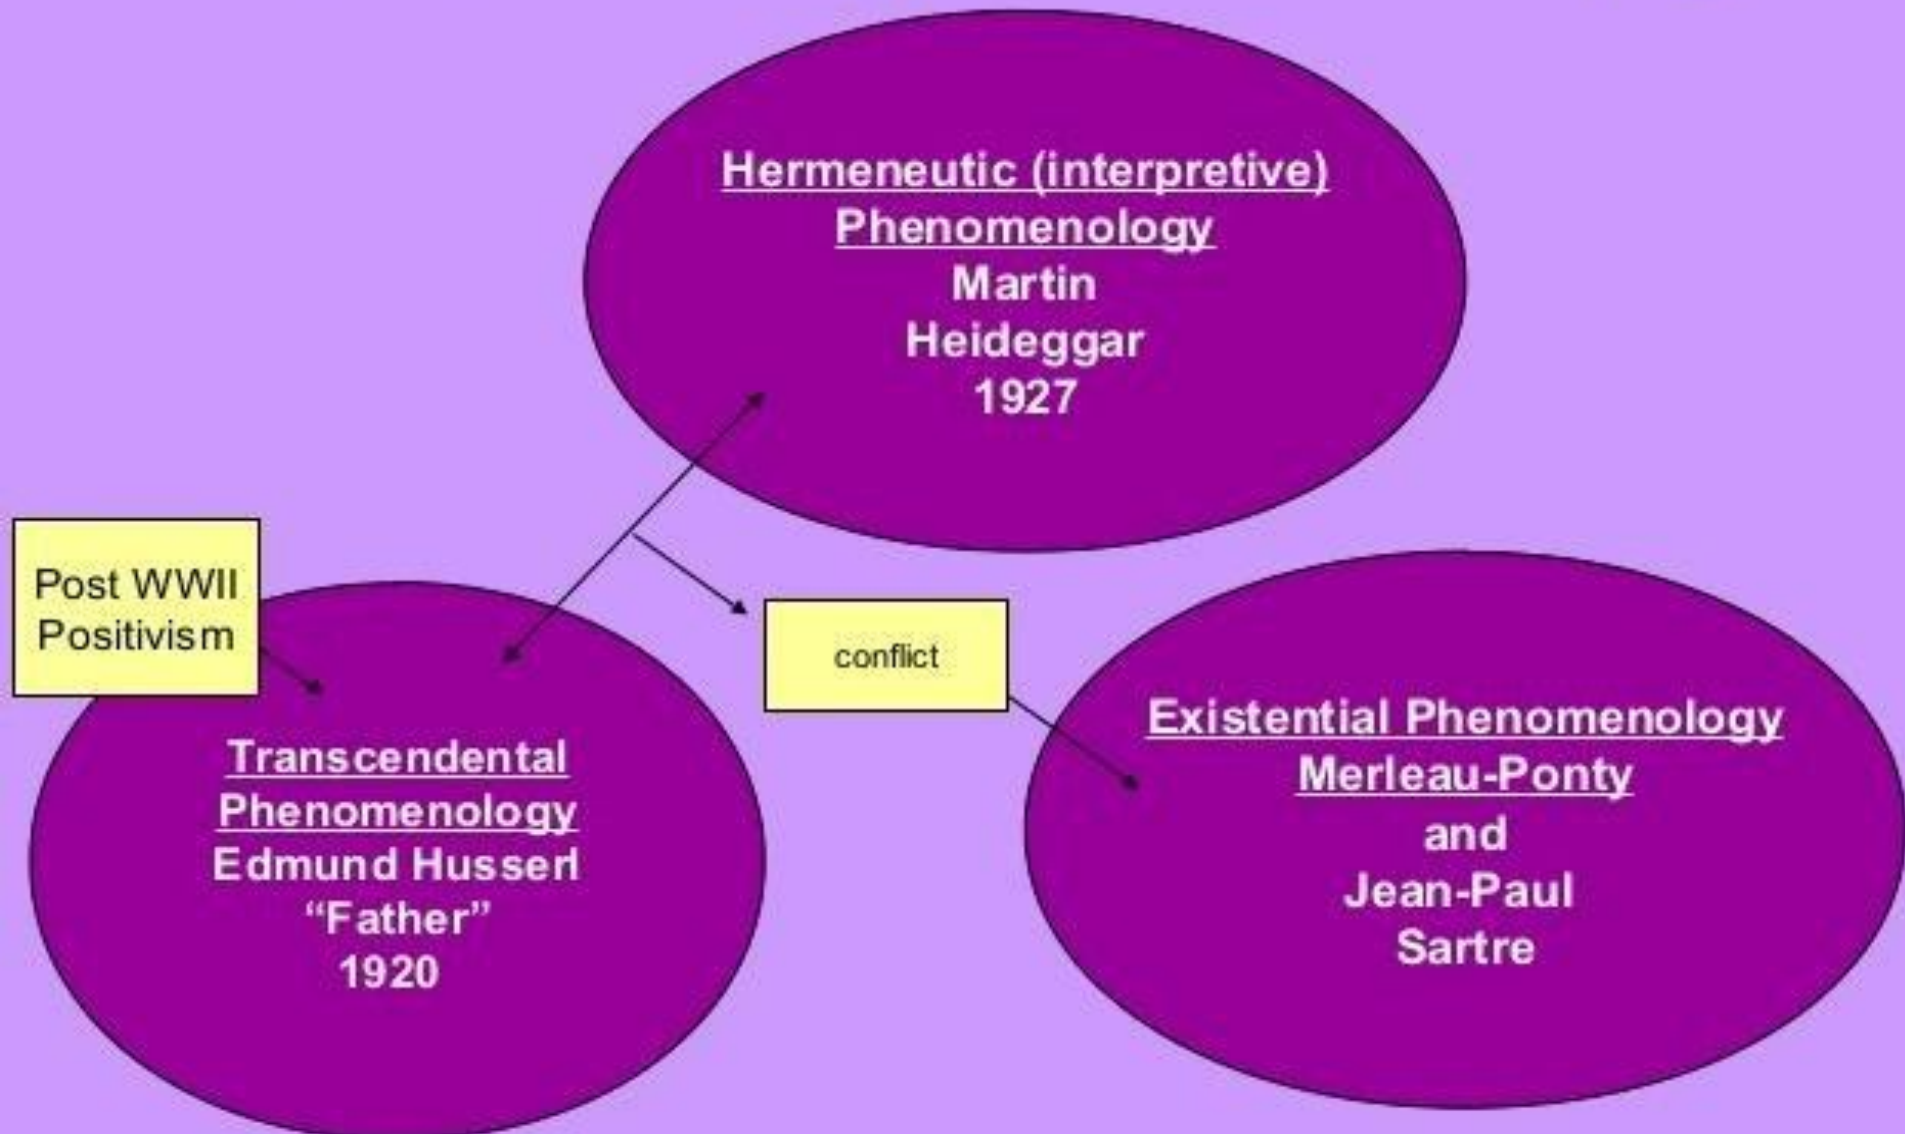 Hermeneutic (interpretive)
Phenomenology
Martin
Heideggar
1927
Post WWII
Positivism
conflict
Transcendental
Phenomenology
Edmund Husserl
“Father”
1920
Existential Phenomenology
Merleau-Ponty
and
Jean-Paul
Sartre